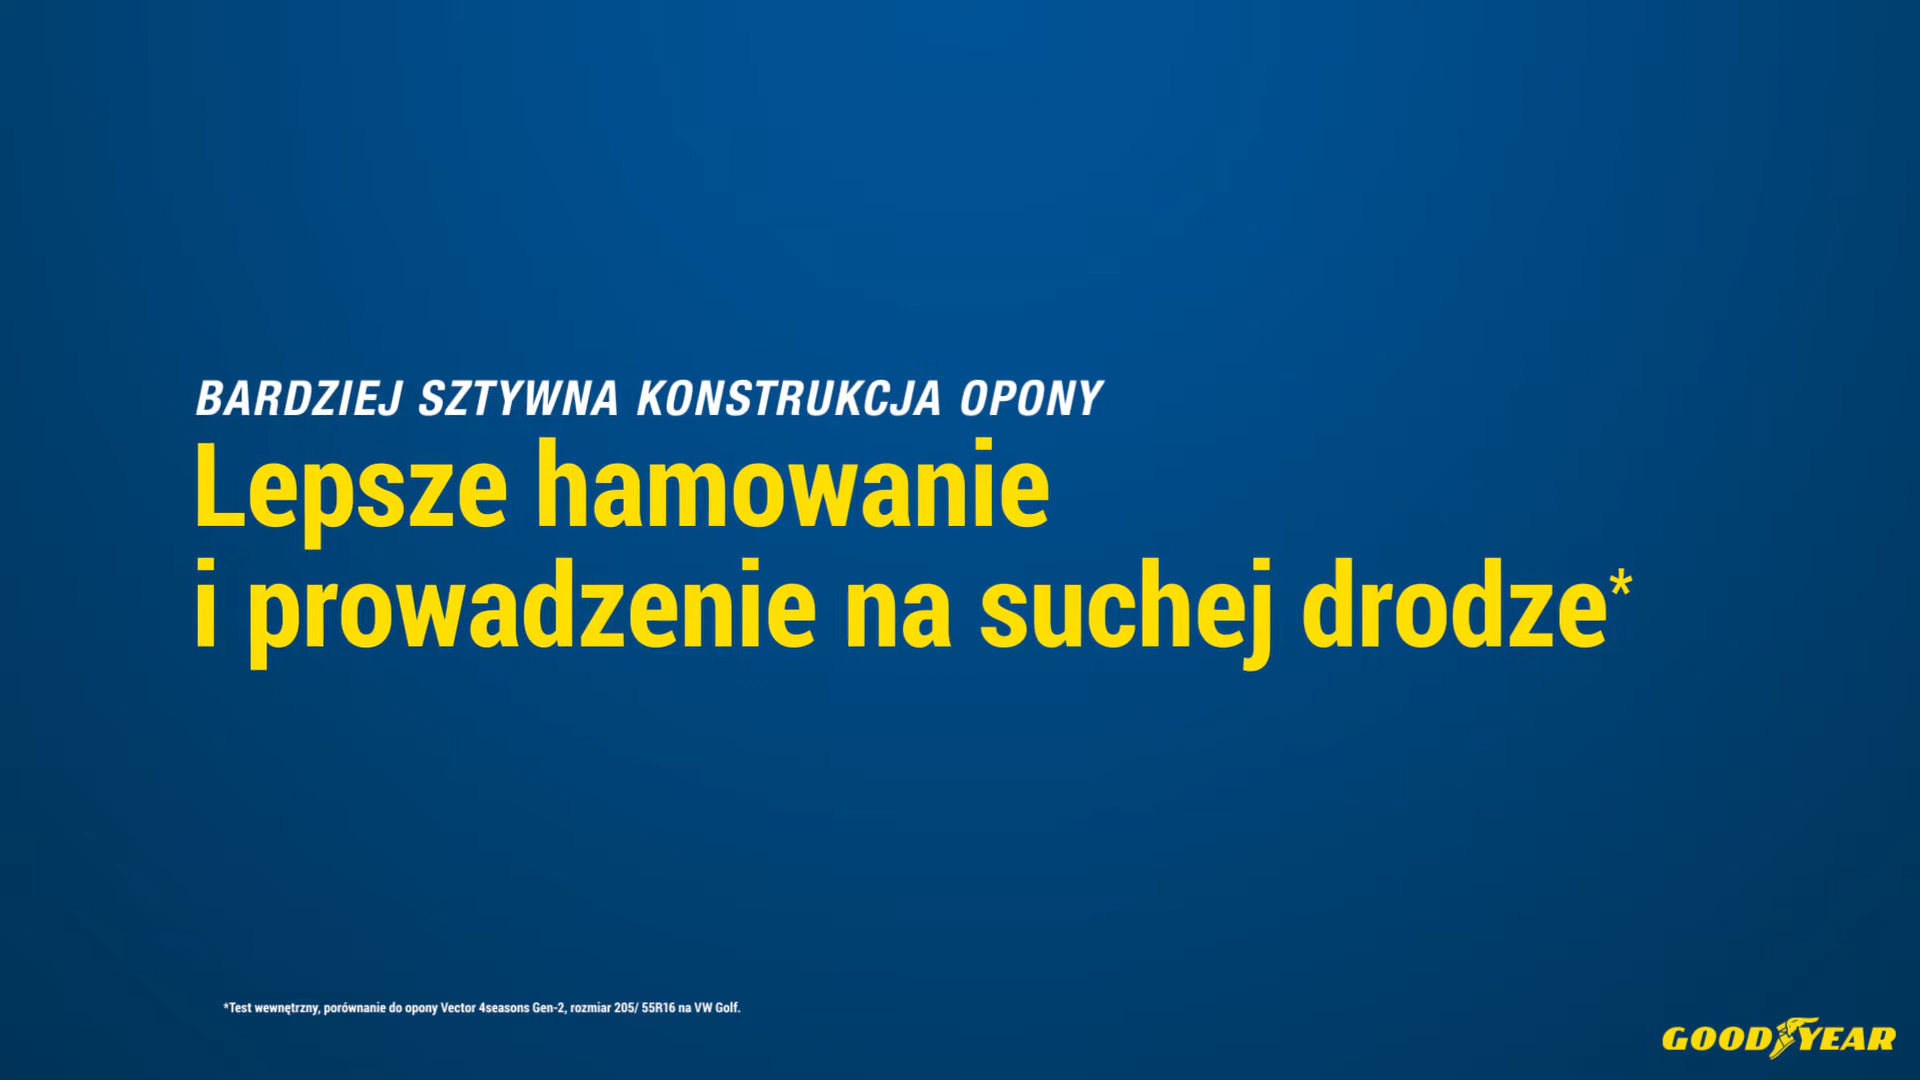 BARDZIEJ SZTYWNA KONSTRUKCJA OPONY
Lepsze hamowanie
i prowadzenie na suchej drodze*
*Test wewnętrzny, porównanie do opony Vector 4seasons Gen-2, rozmiar 205/ 55R16 na VW Golf.
GOODYEAR